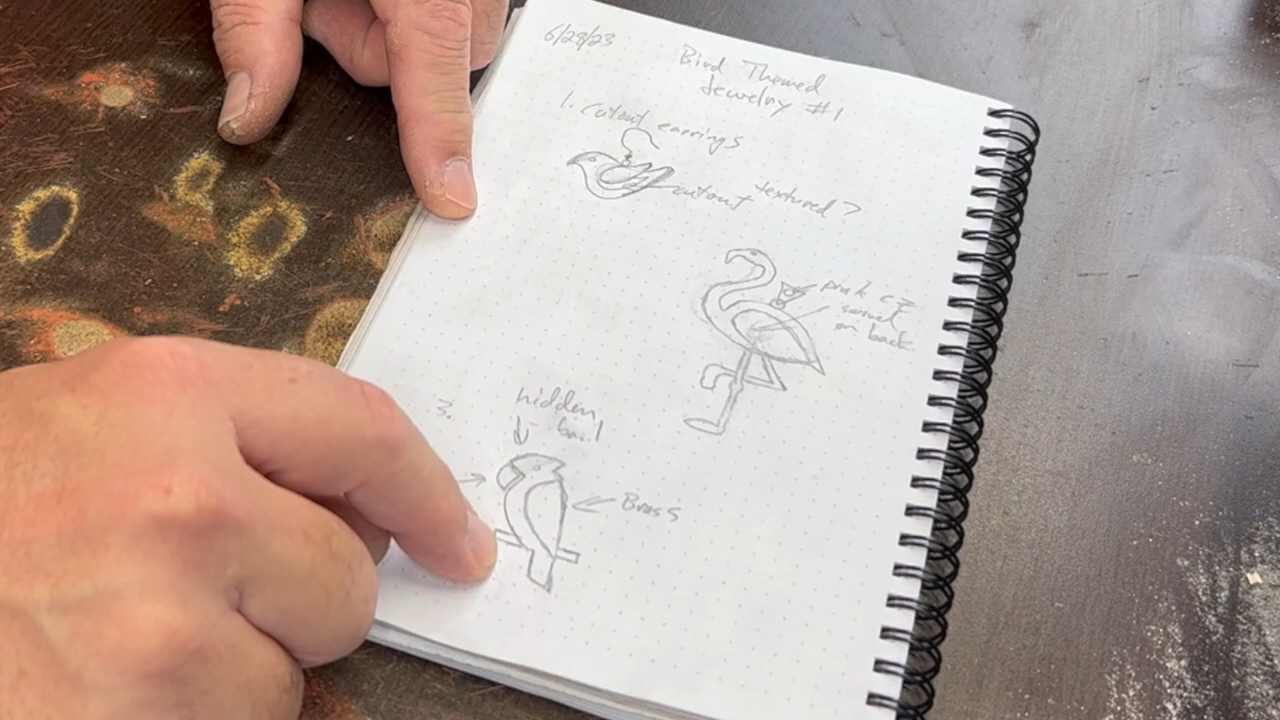 6/28/23
Bird Themed
Jewelry #1
1. cutout earrings
cutout textured?
pink cz
swivel
on back
3.
hidden
bail
Brass